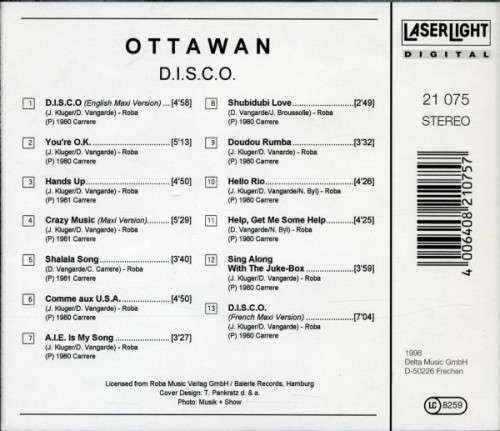 OTTAWAN
D.I.S.C.O.
1 D.I.S.C.O (English Maxi Version) ... [4'58]
(J. Kluger/D. Vangarde) - Roba
(P) 1980 Carrere
2 You're O.K. [5'13]
(J. Kluger/D. Vangarde) - Roba
(P) 1980 Carrere
3 Hands Up [4'50]
(J. Kluger/D. Vangarde) - Roba
(P) 1981 Carrere
4 Crazy Music (Maxi Version) [5'29]
(J. Kluger/D. Vangarde) - Roba
(P) 1981 Carrere
5 Shalala Song [3'40]
(D. Vangarde/C. Carrere) - Roba
(P) 1980 Carrere
6 Comme aux U.S.A. [4'50]
(J. Kluger/D. Vangarde) - Roba
(P) 1980 Carrere
7 A.I.E. Is My Song [3'27]
(J. Kluger/D. Vangarde) - Roba
(P) 1980 Carrere
8 Shubidubi Love [2'49]
(D. Vangarde/J. Broussolle) - Roba
(P) 1980 Carrere
9 Doudou Rumba [3'32]
(J. Kluger/D. Vanarde) - Roba
(P) 1980 Carrere
10 Hello Rio [4'26]
(J. Kluger/D. Vangarde/N. Byl) - Roba
(P) 1980 Carrere
11 Help, Get Me Some Help [4'25]
(D. Vangarde/N. Byl) - Roba
(P) 1980 Carrere
12 Sing Along
With The Juke-Box [3'59]
(J. Kluger/D. Vangarde) - Roba
(P) 1980 Carrere
13 D.I.S.C.O.
(French Maxi Version) [7'04]
(J. Kluger/D. Vangarde) - Roba
(P) 1980 Carrere
Licensed from Roba Music Verlag GmbH / Baierle Records, Hamburg
Cover Design: T. Pankratz d. & a.
Photo: Musik + Show
LASERLIGHT
DIGITAL
21 075
STEREO
4 006408 210757
1998
Delta Music GmbH
D-50226 Frechen
LC 8259